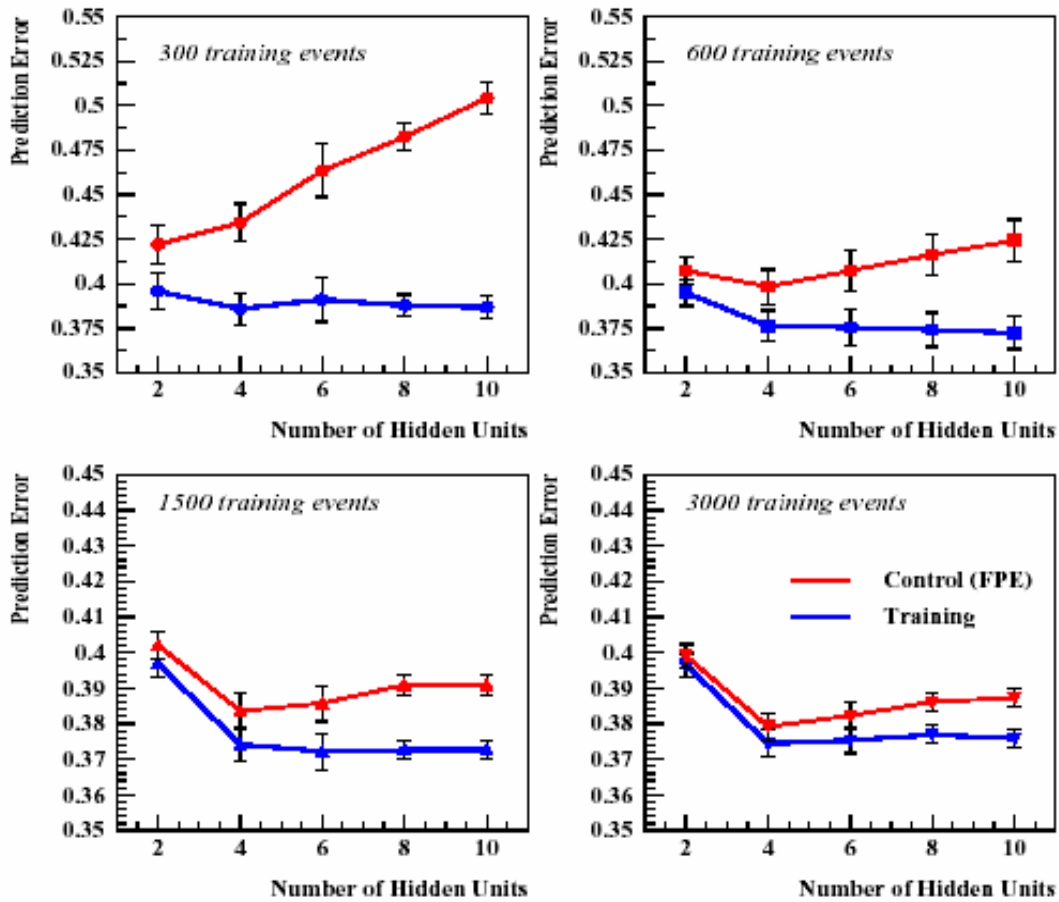 Prediction Error
0.55
0.525
0.5
0.475
0.45
0.425
0.4
0.375
0.35
300 training events
2 4 6 8 10
Number of Hidden Units
Prediction Error
0.55
0.525
0.5
0.475
0.45
0.425
0.4
0.375
0.35
600 training events
2 4 6 8 10
Number of Hidden Units
Prediction Error
0.45
0.44
0.43
0.42
0.41
0.4
0.39
0.38
0.37
0.36
0.35
1500 training events
2 4 6 8 10
Number of Hidden Units
Prediction Error
0.45
0.44
0.43
0.42
0.41
0.4
0.39
0.38
0.37
0.36
0.35
3000 training events
Control (FPE)
Training
2 4 6 8 10
Number of Hidden Units